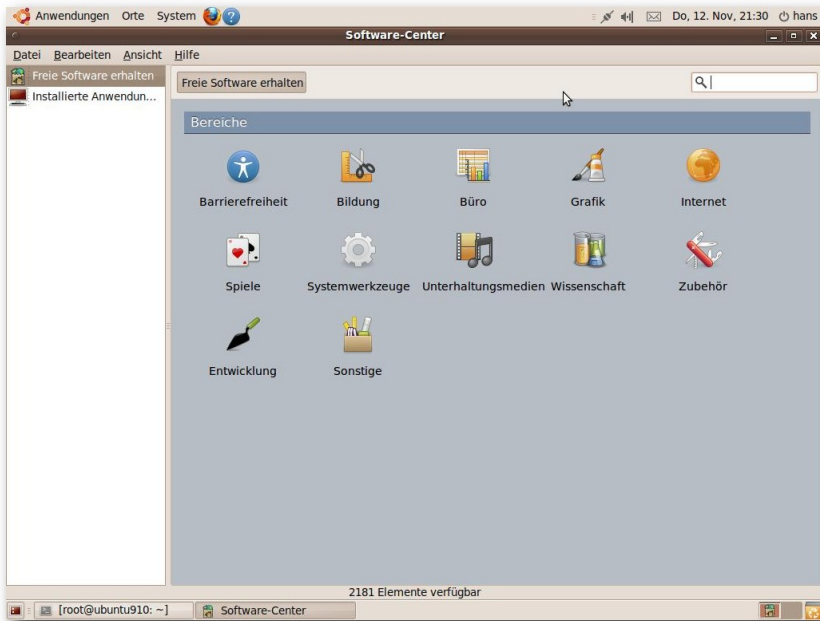 Anwendungen Orte System Do, 12. Nov, 21:30 hans
Software-Center
Datei Bearbeiten Ansicht Hilfe
Freie Software erhalten
Installierte Anwendun...
Freie Software erhalten
Bereiche
Barrierefreiheit Bildung Büro Grafik Internet
Spiele Systemwerkzeuge Unterhaltungsmedien Wissenschaft Zubehör
Entwicklung Sonstige
2181 Elemente verfügbar
[root@ubuntu910: ~] Software-Center